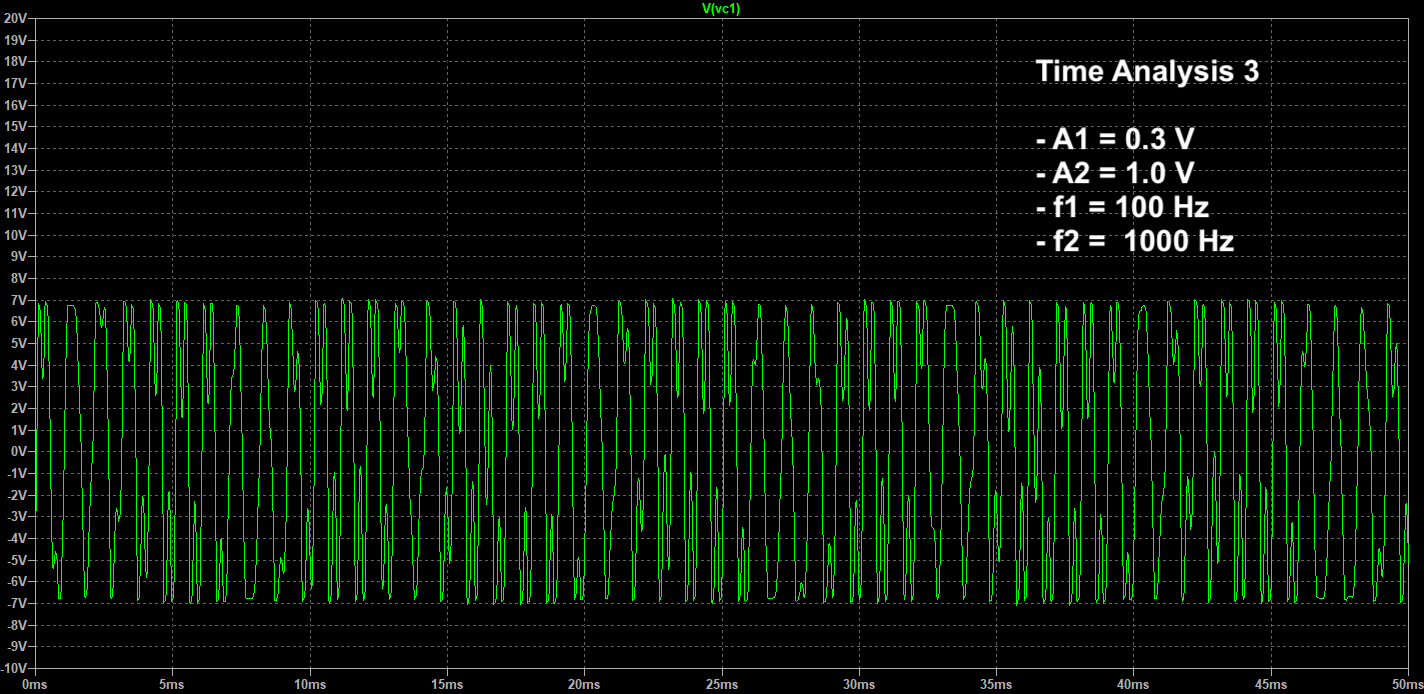 V(vc1)
20V
19V
18V
17V
16V
15V
14V
13V
12V
11V
10V
9V
8V
7V
6V
5V
4V
3V
2V
1V
0V
-1V
-2V
-3V
-4V
-5V
-6V
-7V
-8V
-9V
-10V
Time Analysis 3
- A1 = 0.3 V
- A2 = 1.0 V
- f1 = 100 Hz
- f2 =  1000 Hz
0ms 5ms 10ms 15ms 20ms 25ms 30ms 35ms 40ms 45ms 50ms